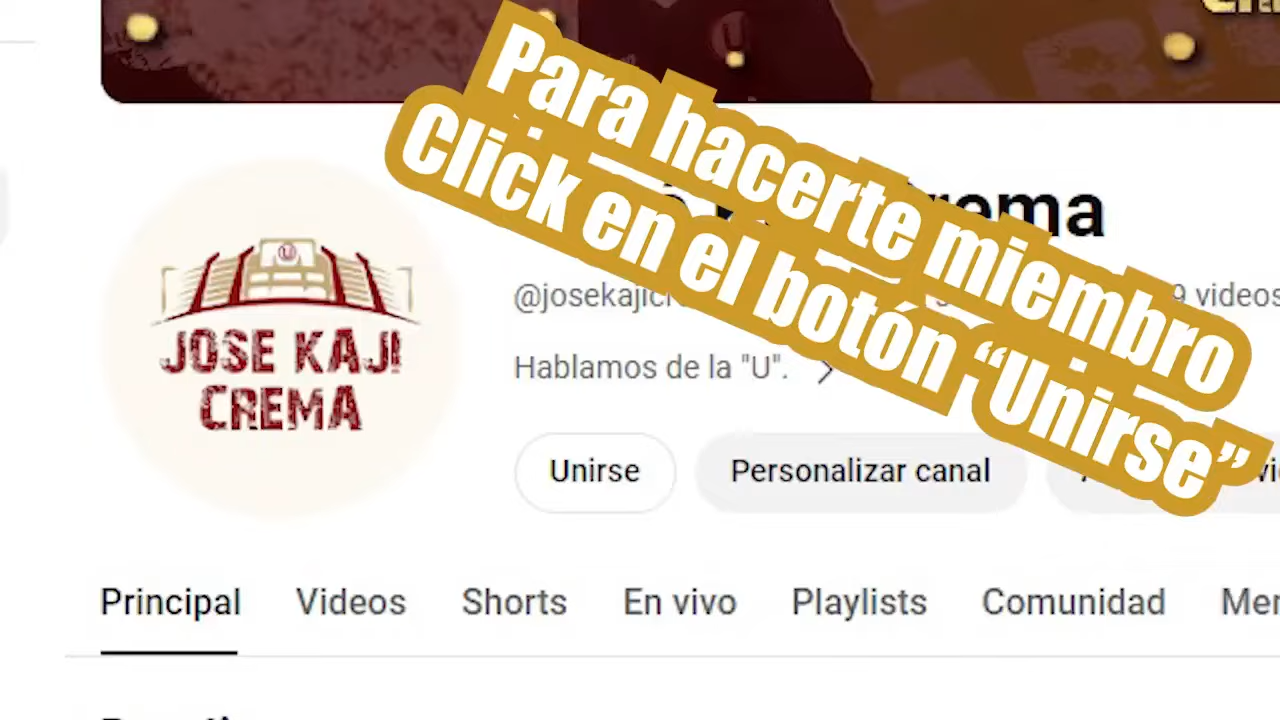 Para hacerte miembro
Click en el botón “Unirse”
U
JOSE KAJI
CREMA
Hablamos de la "U".
videos
Unirse
Personalizar canal
Principal
Videos
Shorts
En vivo
Playlists
Comunidad